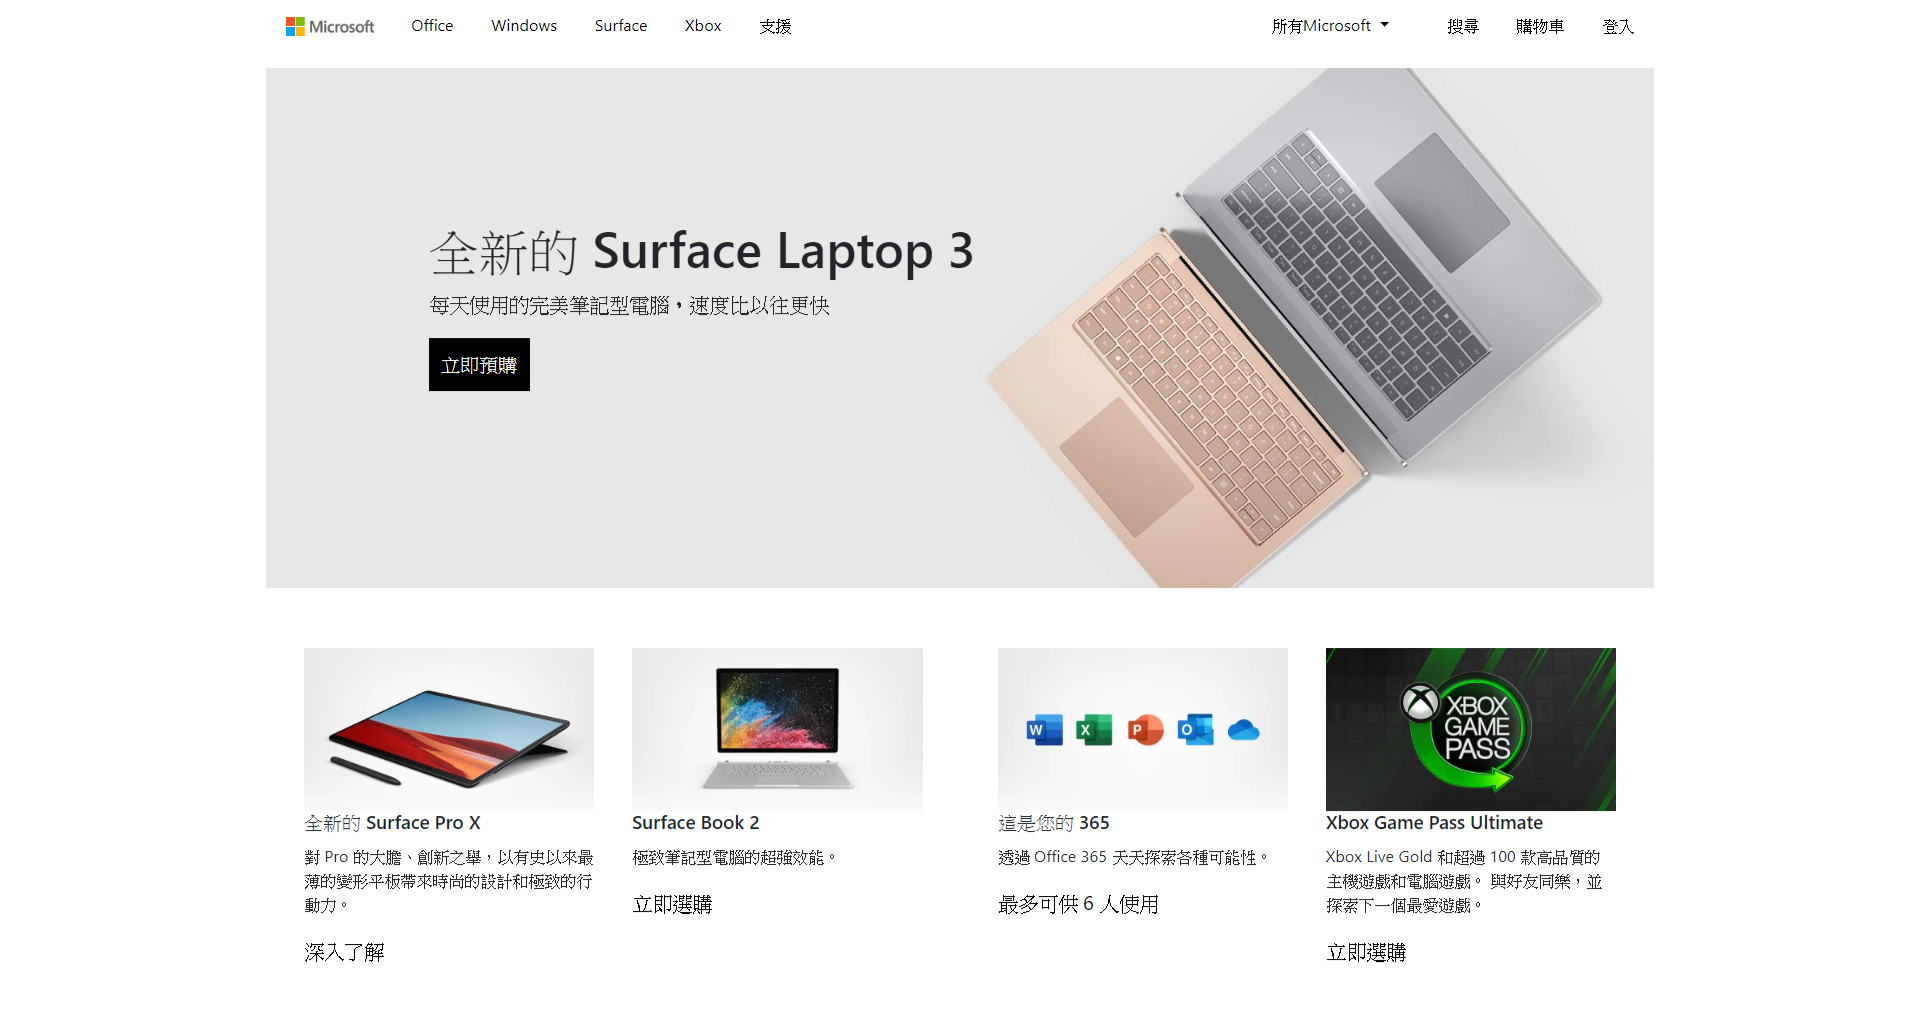 Microsoft Office Windows Surface Xbox 支援 所有Microsoft 搜尋 購物車 登入
全新的 Surface Laptop 3
每天使用的完美筆記型電腦，速度比以往更快
立即預購
W X P O
XBOX
GAME
PASS
全新的 Surface Pro X
對 Pro 的大膽、創新之舉，以有史以來最
薄的變形平板帶來時尚的設計和極致的行
動力。
深入了解
Surface Book 2
極致筆記型電腦的超強效能。
立即選購
這是您的 365
透過 Office 365 天天探索各種可能性。
最多可供 6 人使用
Xbox Game Pass Ultimate
Xbox Live Gold 和超過 100 款高品質的
主機遊戲和電腦遊戲。 與好友同樂，並
探索下一個最愛遊戲。
立即選購